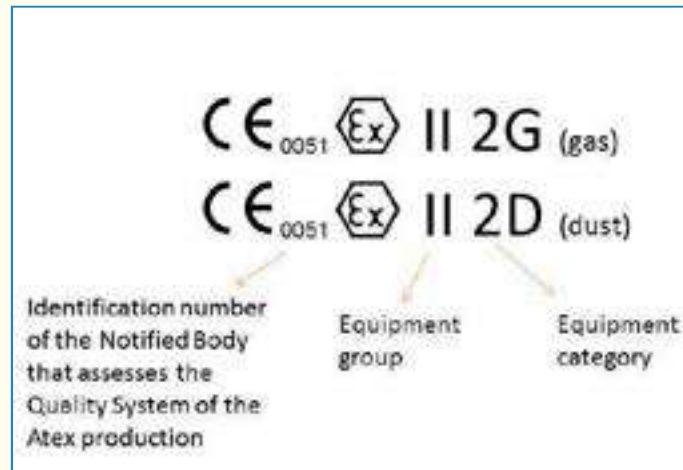 CE 0051 Ex II 2G (gas)
CE 0051 Ex II 2D (dust)
Identification number
of the Notified Body
that assesses the
Quality System of the
Atex production
Equipment
group
Equipment
category